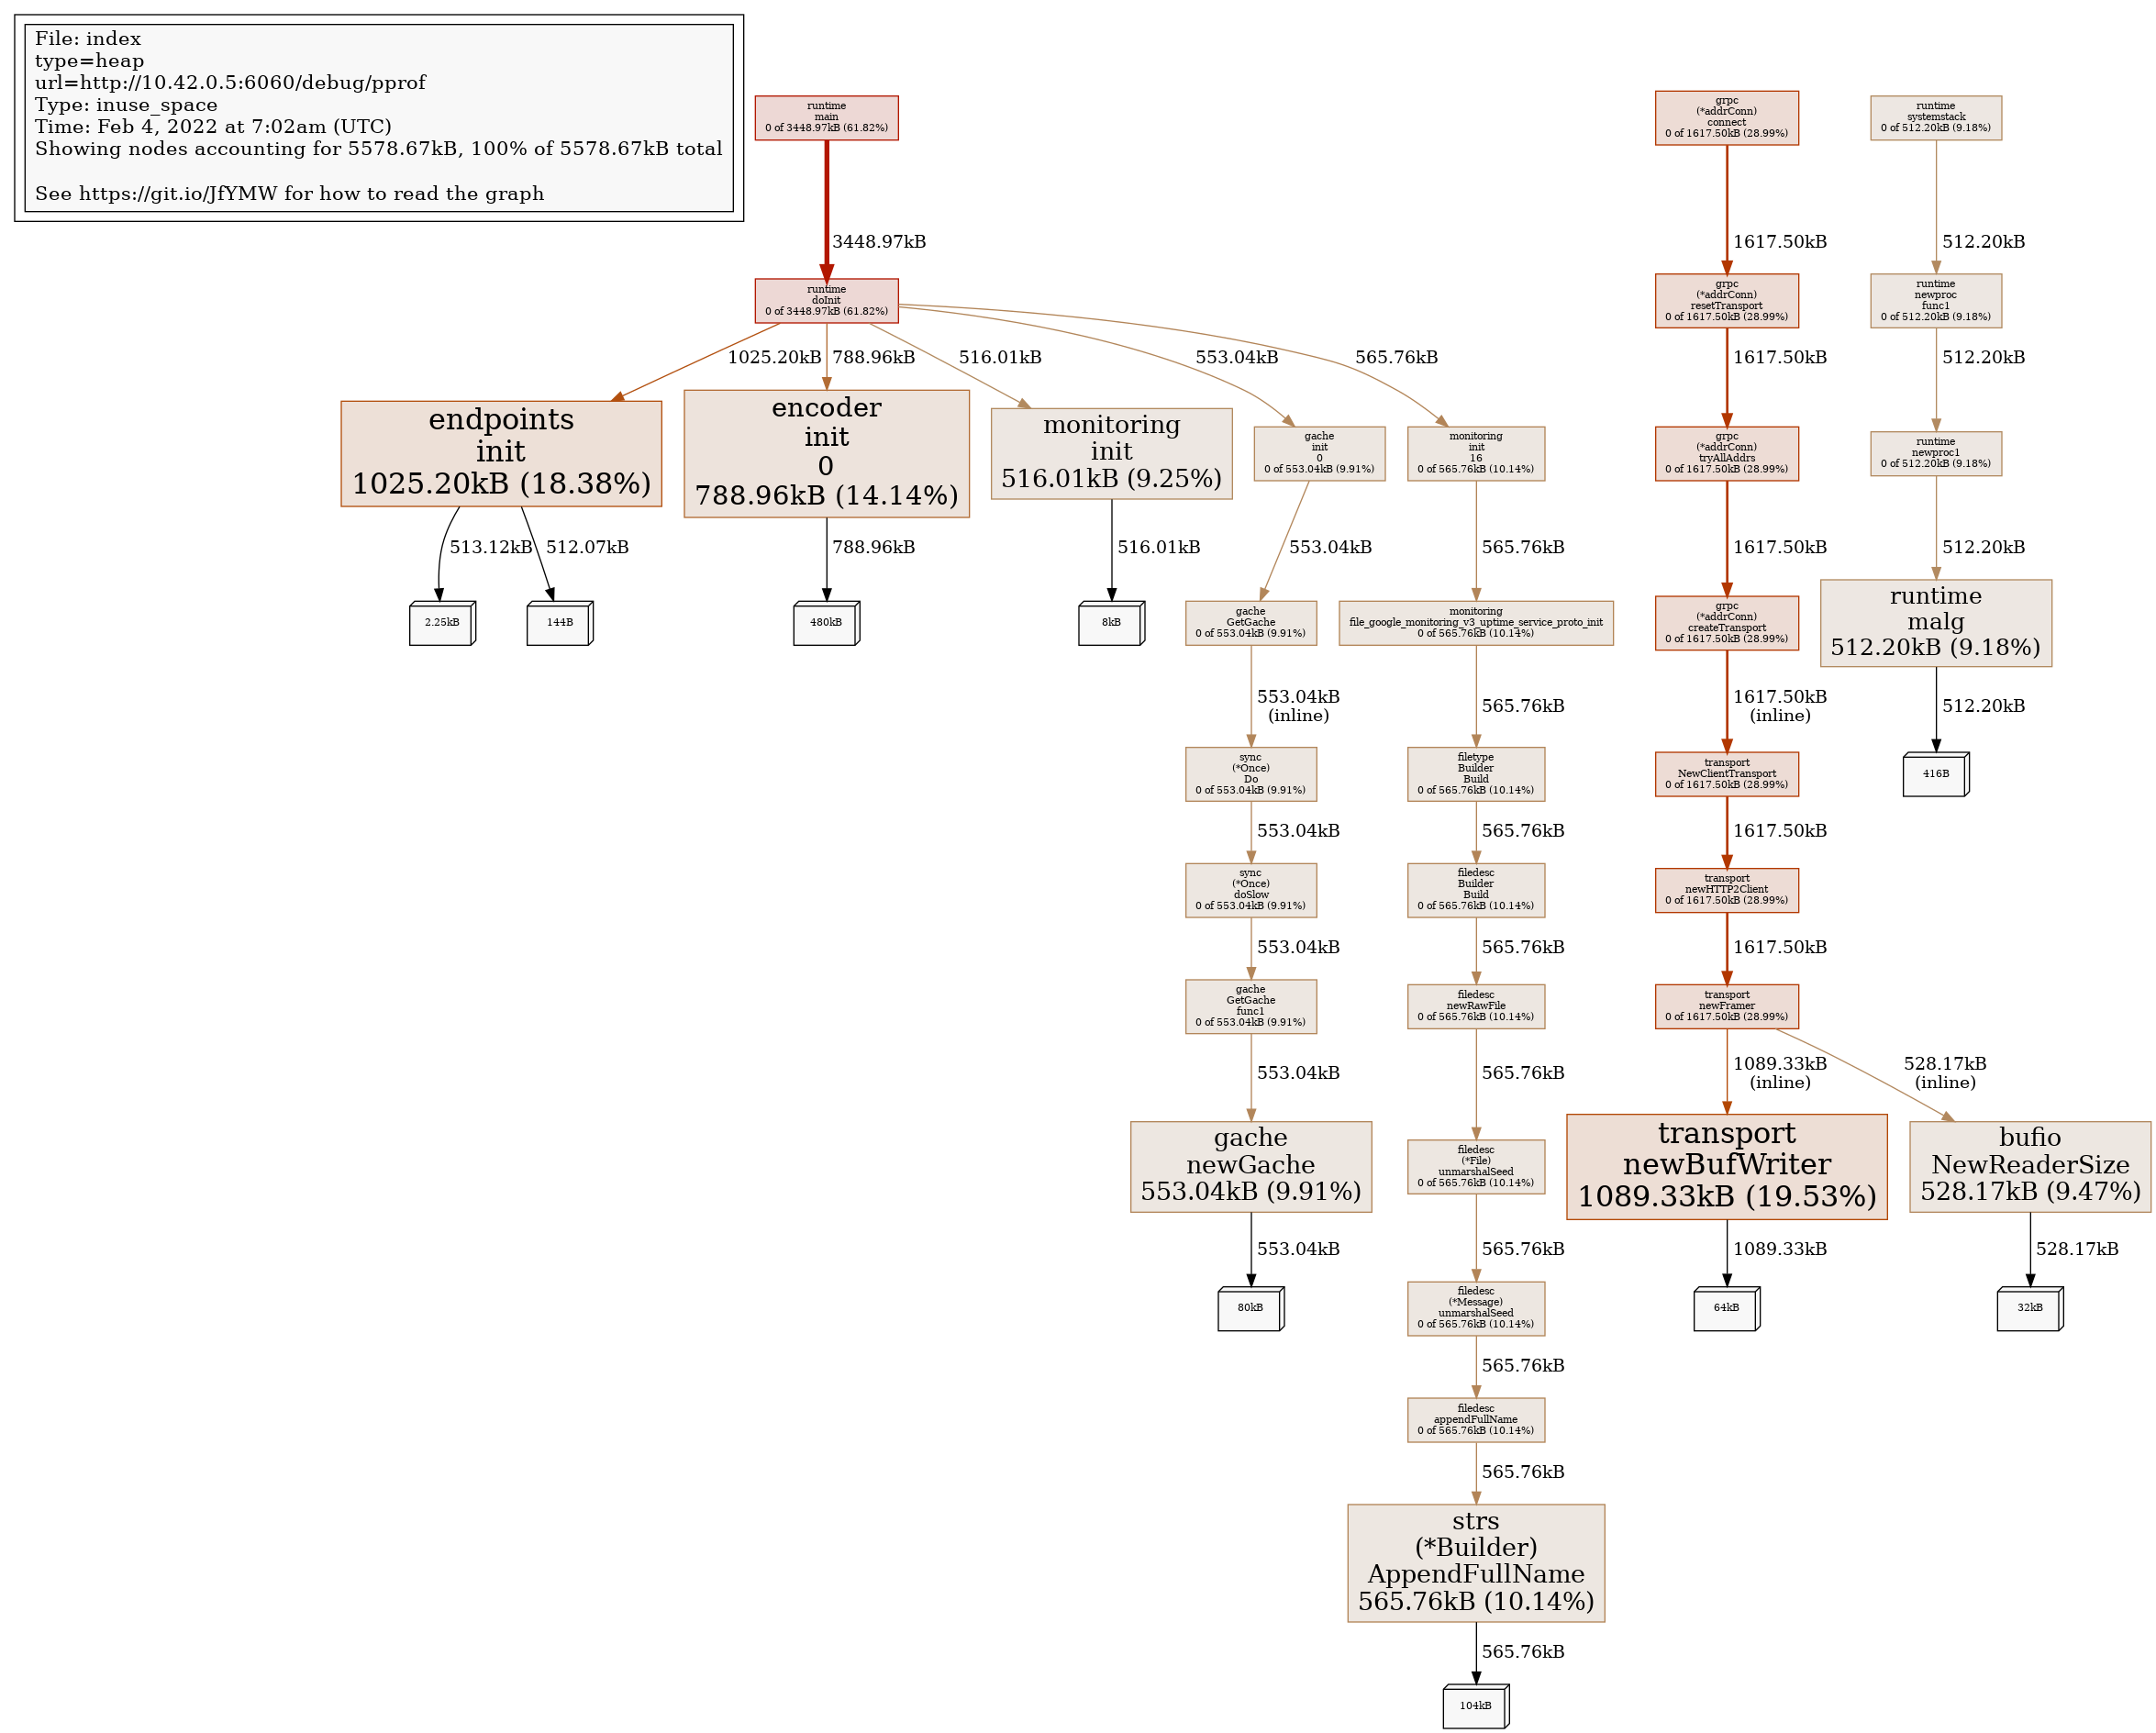 File: index
type=heap
url=http://10.42.0.5:6060/debug/pprof
Type: inuse_space
Time: Feb 4, 2022 at 7:02am (UTC)
Showing nodes accounting for 5578.67kB, 100% of 5578.67kB total
See https://git.io/JfYMW for how to read the graph
runtime
main
0 of 3448.97kB (61.82%)
3448.97kB
runtime
doInit
0 of 3448.97kB (61.82%)
1025.20kB
788.96kB
516.01kB
553.04kB
565.76kB
endpoints
init
1025.20kB (18.38%)
513.12kB
512.07kB
2.25kB
144B
encoder
init
0
788.96kB (14.14%)
788.96kB
480kB
monitoring
init
516.01kB (9.25%)
516.01kB
8kB
gache
init
0
0 of 553.04kB (9.91%)
553.04kB
gache
GetGache
0 of 553.04kB (9.91%)
553.04kB
(inline)
sync
(*Once)
Do
0 of 553.04kB (9.91%)
553.04kB
sync
(*Once)
doSlow
0 of 553.04kB (9.91%)
553.04kB
gache
GetGache
func1
0 of 553.04kB (9.91%)
553.04kB
gache
newGache
553.04kB (9.91%)
553.04kB
80kB
monitoring
init
16
0 of 565.76kB (10.14%)
565.76kB
monitoring
file_google_monitoring_v3_uptime_service_proto_init
0 of 565.76kB (10.14%)
565.76kB
filetype
Builder
Build
0 of 565.76kB (10.14%)
565.76kB
filedesc
Builder
Build
0 of 565.76kB (10.14%)
565.76kB
filedesc
newRawFile
0 of 565.76kB (10.14%)
565.76kB
filedesc
(*File)
unmarshalSeed
0 of 565.76kB (10.14%)
565.76kB
filedesc
(*Message)
unmarshalSeed
0 of 565.76kB (10.14%)
565.76kB
filedesc
appendFullName
0 of 565.76kB (10.14%)
565.76kB
strs
(*Builder)
AppendFullName
565.76kB (10.14%)
565.76kB
104kB
grpc
(*addrConn)
connect
0 of 1617.50kB (28.99%)
1617.50kB
grpc
(*addrConn)
resetTransport
0 of 1617.50kB (28.99%)
1617.50kB
grpc
(*addrConn)
tryAllAddrs
0 of 1617.50kB (28.99%)
1617.50kB
grpc
(*addrConn)
createTransport
0 of 1617.50kB (28.99%)
1617.50kB
(inline)
transport
NewClientTransport
0 of 1617.50kB (28.99%)
1617.50kB
transport
newHTTP2Client
0 of 1617.50kB (28.99%)
1617.50kB
transport
newFramer
0 of 1617.50kB (28.99%)
1089.33kB
(inline)
528.17kB
(inline)
transport
newBufWriter
1089.33kB (19.53%)
1089.33kB
64kB
bufio
NewReaderSize
528.17kB (9.47%)
528.17kB
32kB
runtime
systemstack
0 of 512.20kB (9.18%)
512.20kB
runtime
newproc
func1
0 of 512.20kB (9.18%)
512.20kB
runtime
newproc1
0 of 512.20kB (9.18%)
512.20kB
runtime
malg
512.20kB (9.18%)
512.20kB
416B